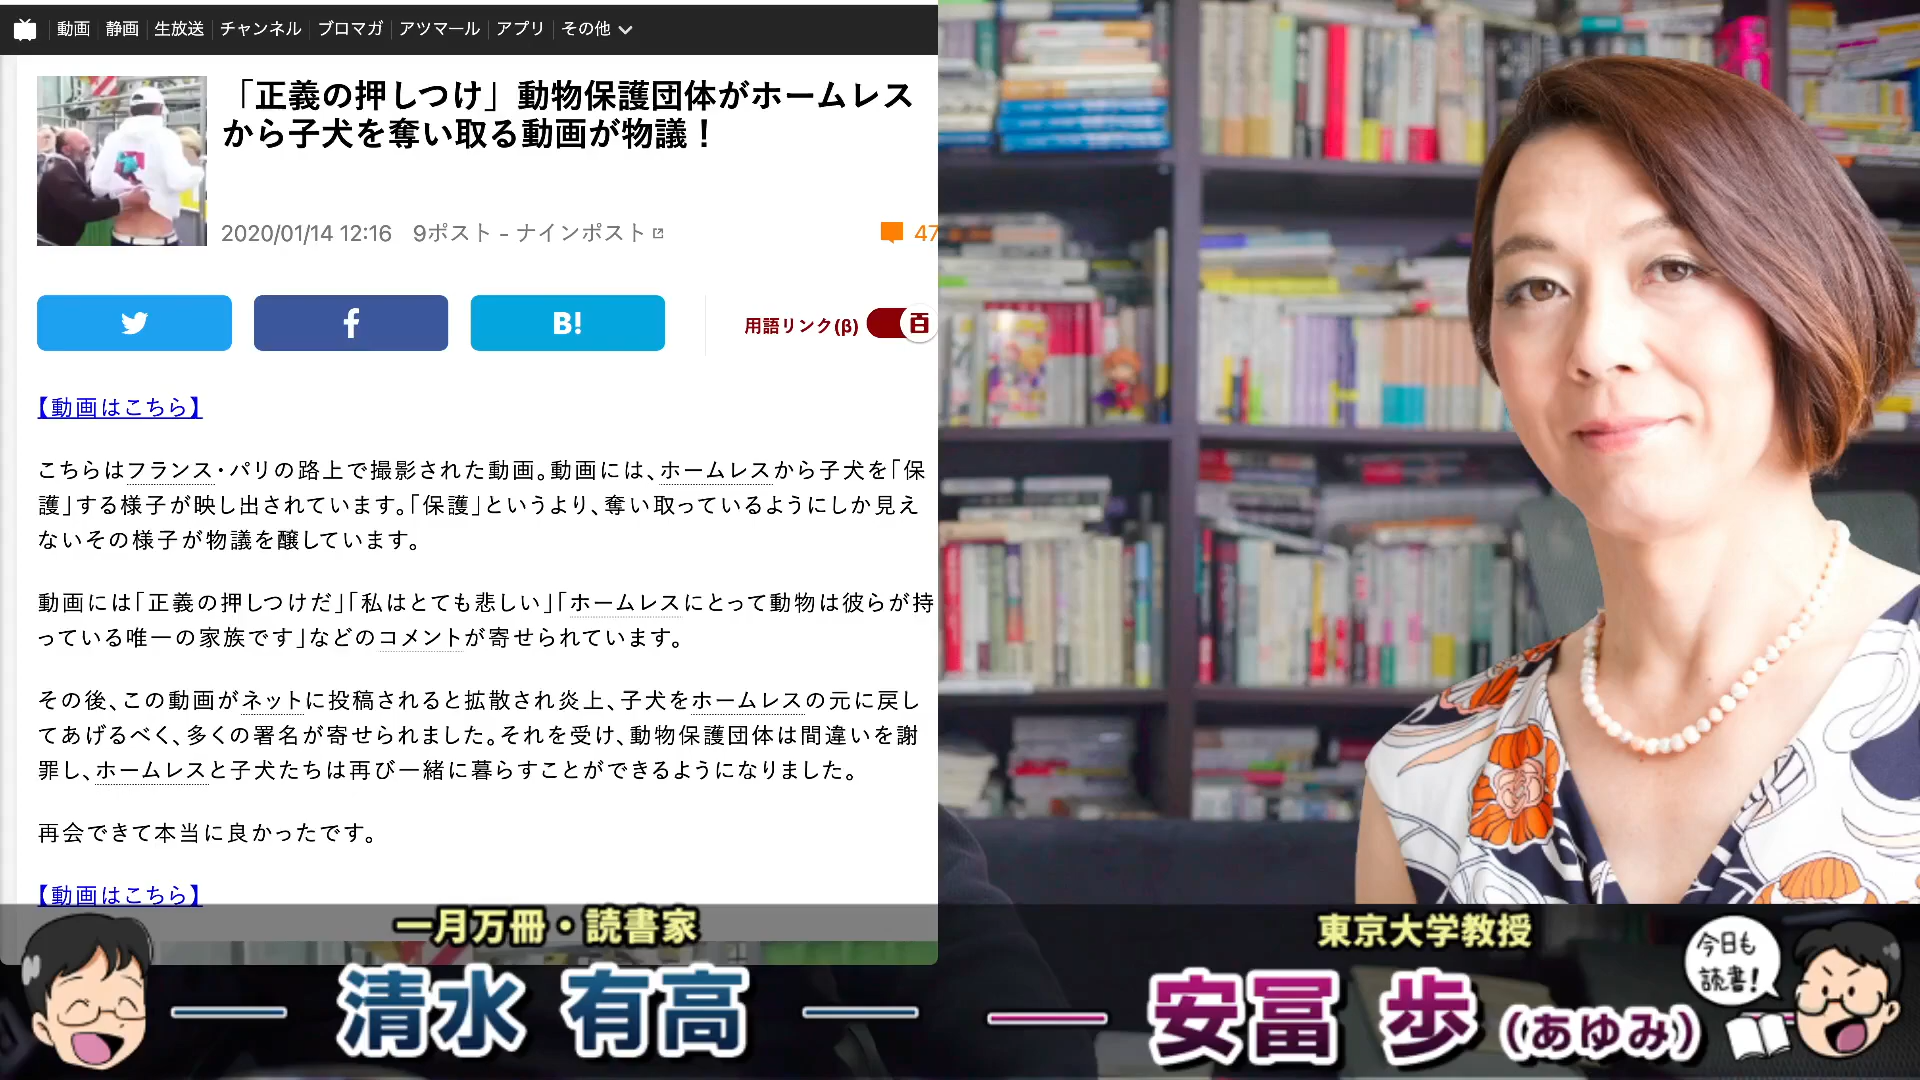 動画 静画 生放送 チャンネル ブロマガ アツマール アプリ その他
「正義の押しつけ」動物保護団体がホームレス
から子犬を奪い取る動画が物議！
2020/01/14 12:16 9ポスト – ナインポスト
47
B!
用語リンク(β)
百
【動画はこちら】
こちらはフランス・パリの路上で撮影された動画。動画には、ホームレスから子犬を「保
護」する様子が映し出されています。「保護」というより、奪い取っているようにしか見え
ないその様子が物議を醸しています。
動画には「正義の押しつけだ」「私はとても悲しい」「ホームレスにとって動物は彼らが持
っている唯一の家族です」などのコメントが寄せられています。
その後、この動画がネットに投稿されると拡散され炎上、子犬をホームレスの元に戻し
てあげるべく、多くの署名が寄せられました。それを受け、動物保護団体は間違いを謝
罪し、ホームレスと子犬たちは再び一緒に暮らすことができるようになりました。
再会できて本当に良かったです。
【動画はこちら】
一月万冊・読書家
清水 有高
東京大学教授
安冨 歩 (あゆみ)
今日も
読書!